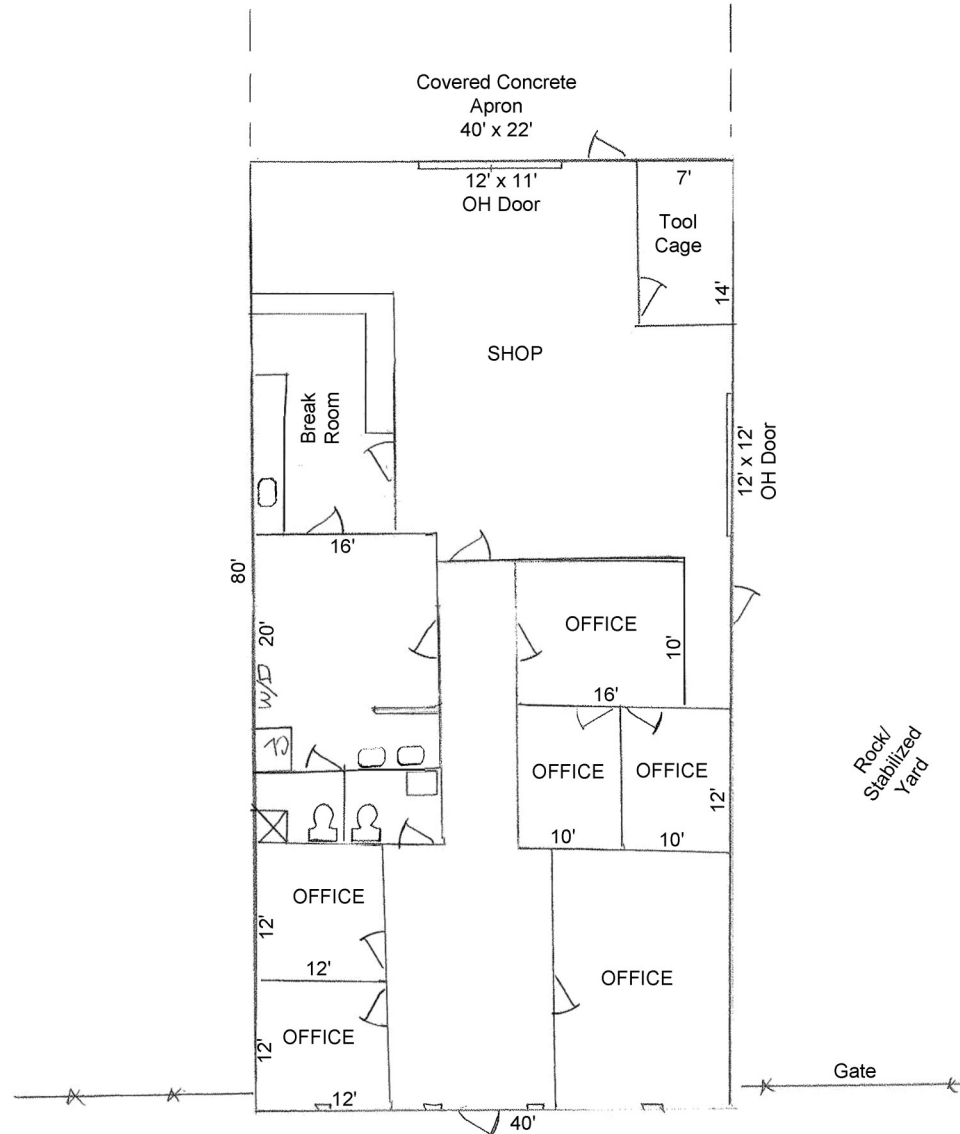 Covered Concrete
Apron
40' x 22'
12' x 11'
OH Door
7'
Tool
Cage
14'
SHOP
Break
Room
12' x 12'
OH Door
16'
80'
20'
W/D
OFFICE
10'
16'
OFFICE
OFFICE
12'
10'
10'
Rock/
Stabilized
Yard
OFFICE
12'
12'
OFFICE
OFFICE
12'
12'
Gate
40'